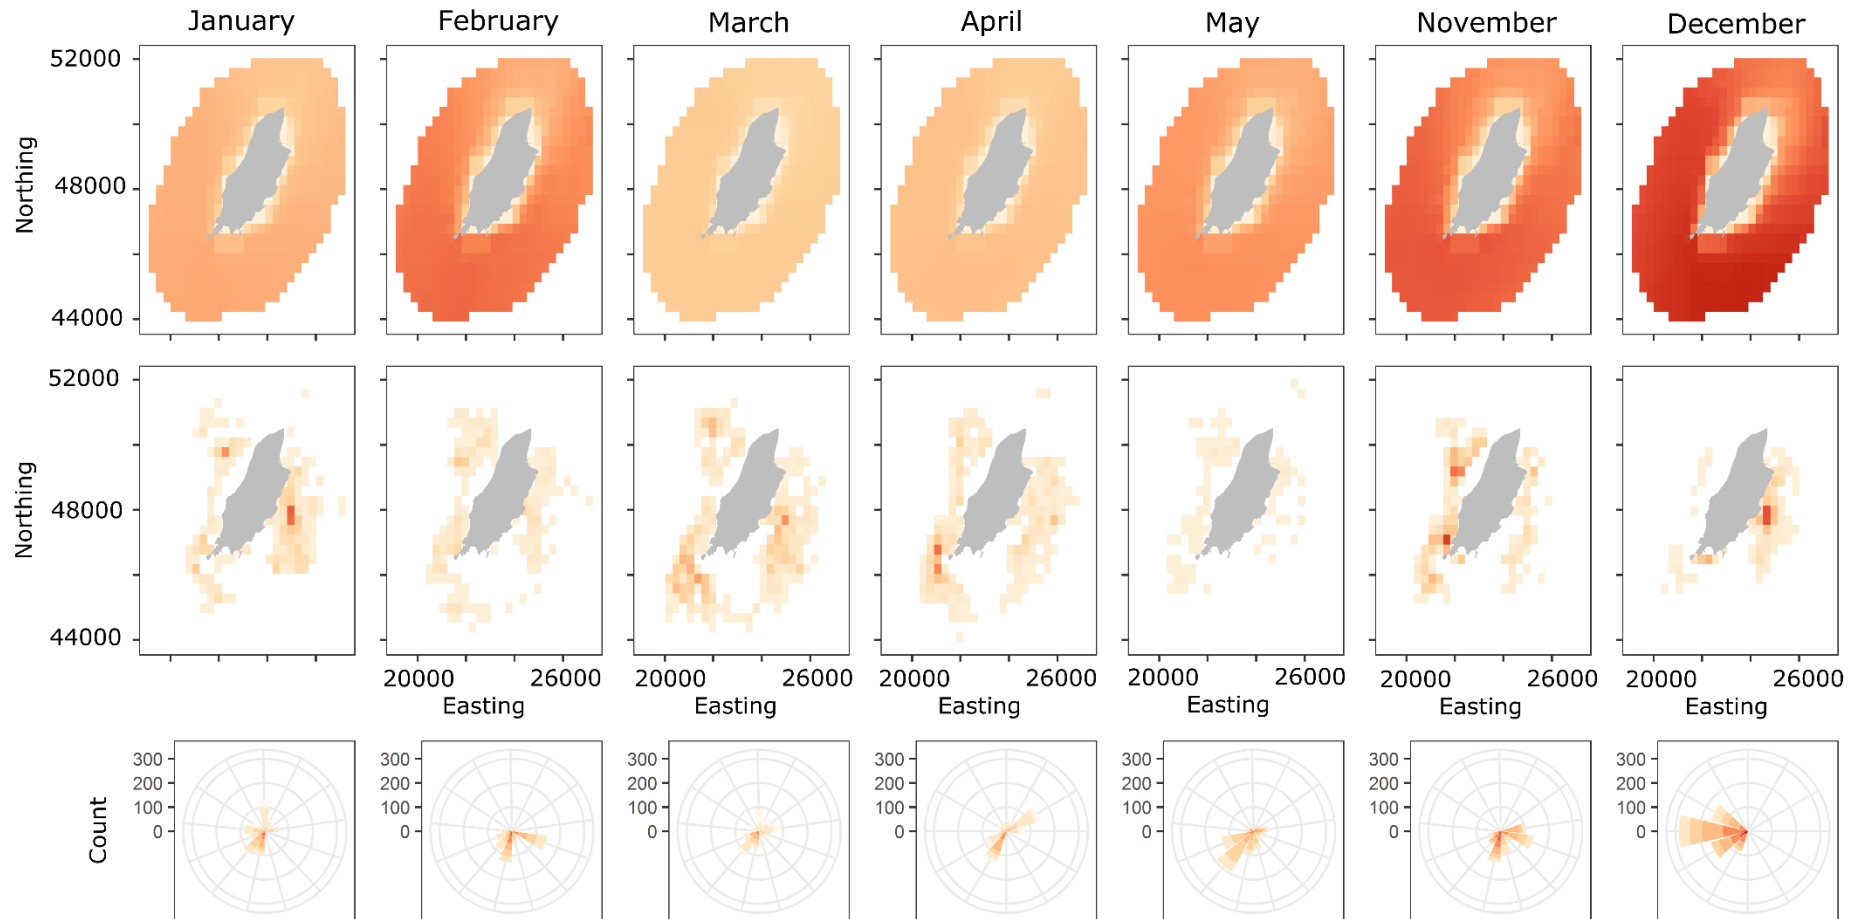 January February March April May November December
52000
Northing
48000
44000
52000
Northing
48000
44000
20000 26000 20000 26000 20000 26000 20000 26000 20000 26000 20000 26000
Easting Easting Easting Easting Easting Easting
300 300 300 300 300 300 300
200 200 200 200 200 200 200
100 100 100 100 100 100 100
Count
0 0 0 0 0 0 0